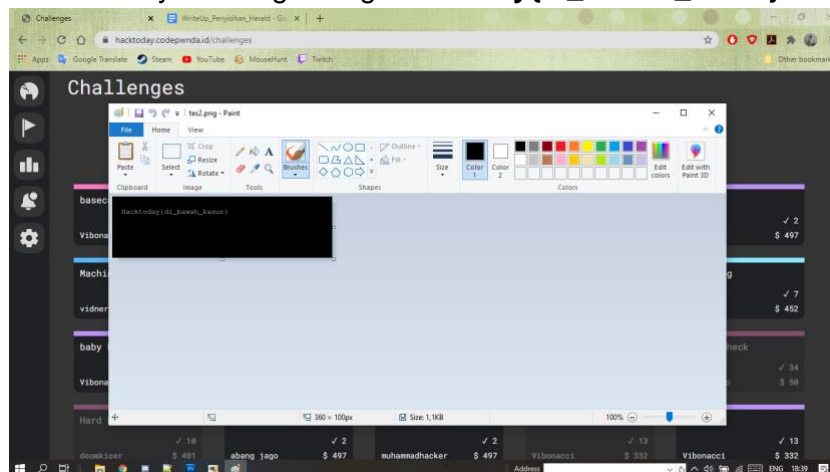 Challenges
WriteUp_Penyisihan_Herald - Go
hacktoday.codepwnda.id/challenges
Apps
Google Translate
Steam
YouTube
MouseHunt
Twitch
Other bookmark
Challenges
tes2.png - Paint
File
Home
View
Paste
Select
Crop
Resize
Rotate
Brushes
Outline
Fill
Size
Color 1
Color 2
Edit colors
Edit with Paint 3D
Clipboard
Image
Tools
Shapes
Colors
Hacktoday{di_bawah_kasur}
basec
Vibona
✓ 2
$ 497
Machi
vidner
g
✓ 7
$ 452
baby
Vibona
heck
✓ 34
$ 50
360 × 100px
Size: 1,1KB
100%
Hard
✓ 10
✓ 2
✓ 2
✓ 13
✓ 13
deomkicer
$ 481
abang jago
$ 497
muhammadhacker
$ 497
Vibonacci
$ 332
Vibonacci
$ 332
Address
ENG
18:39